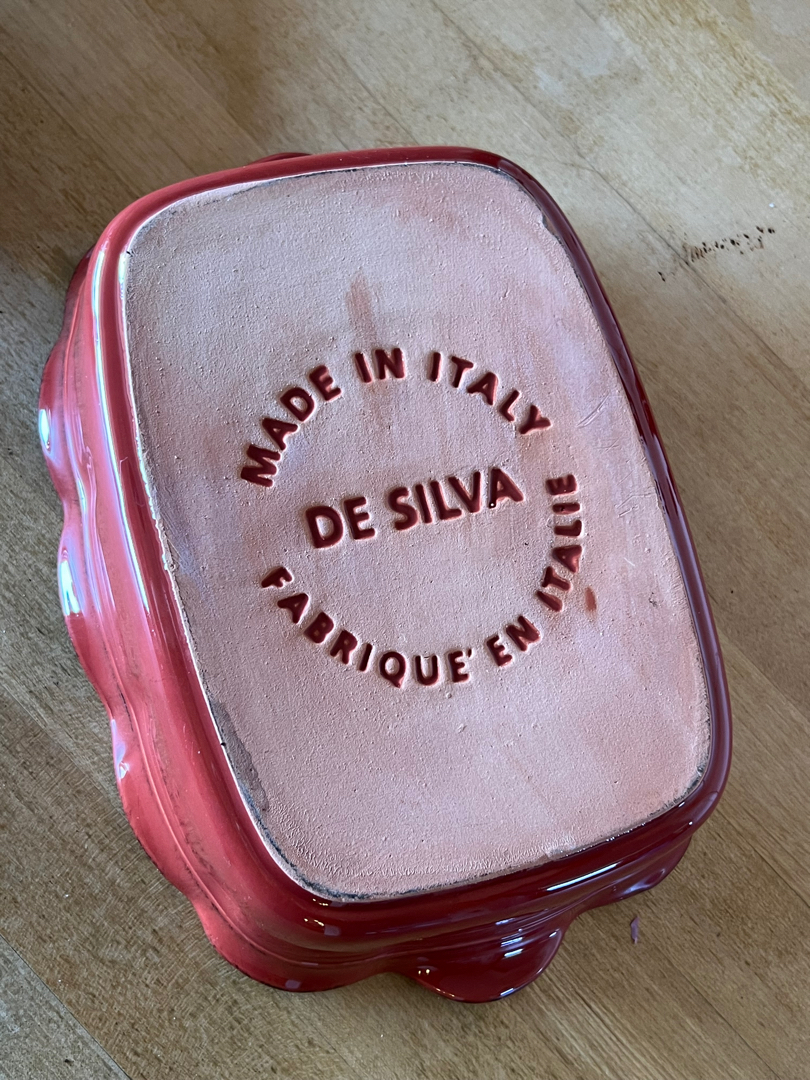 MADE IN ITALY
DE SILVA
FABRIQUE' EN ITALIE